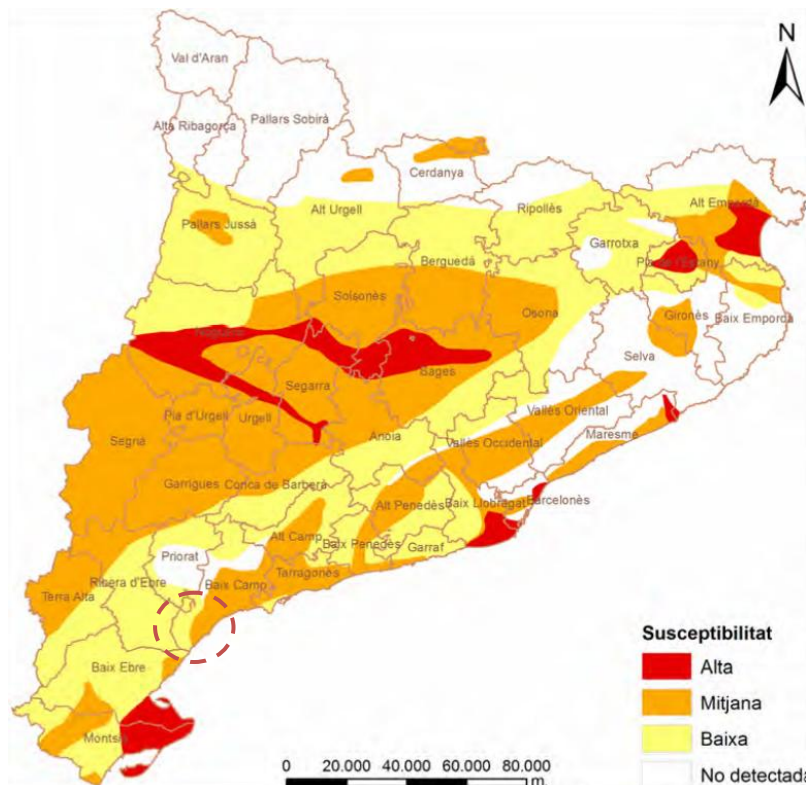 N
Val d'Aran
Alta Ribagorça
Pallars Sobirà
Cerdanya
Alt Urgell
Ripollès
Alt Empordà
Pallars Jussà
Garrotxa
Berguedà
Solsonès
Osona
Gironès
Baix Empordà
Selva
Bages
Segarra
Pla d'Urgell
Urgell
Segrià
Anoia
Vallès Oriental
Vallès Occidental
Maresme
Garrigues
Conca de Barberà
Alt Penedès
Baix Llobregat
Barcelonès
Alt Camp
Baix Penedès
Garraf
Priorat
Baix Camp
Tarragonès
Ribera d'Ebre
Terra Alta
Baix Ebre
Susceptibilitat
Alta
Mitjana
Baixa
No detectada
0 20.000 40.000 60.000 80.000
m.